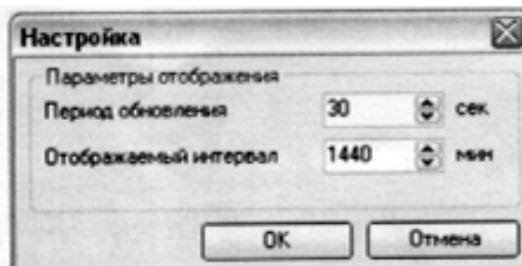 Настройка
Параметры отображения
Период обновления 30 сек.
Отображаемый интервал 1440 мин
OK Отмена